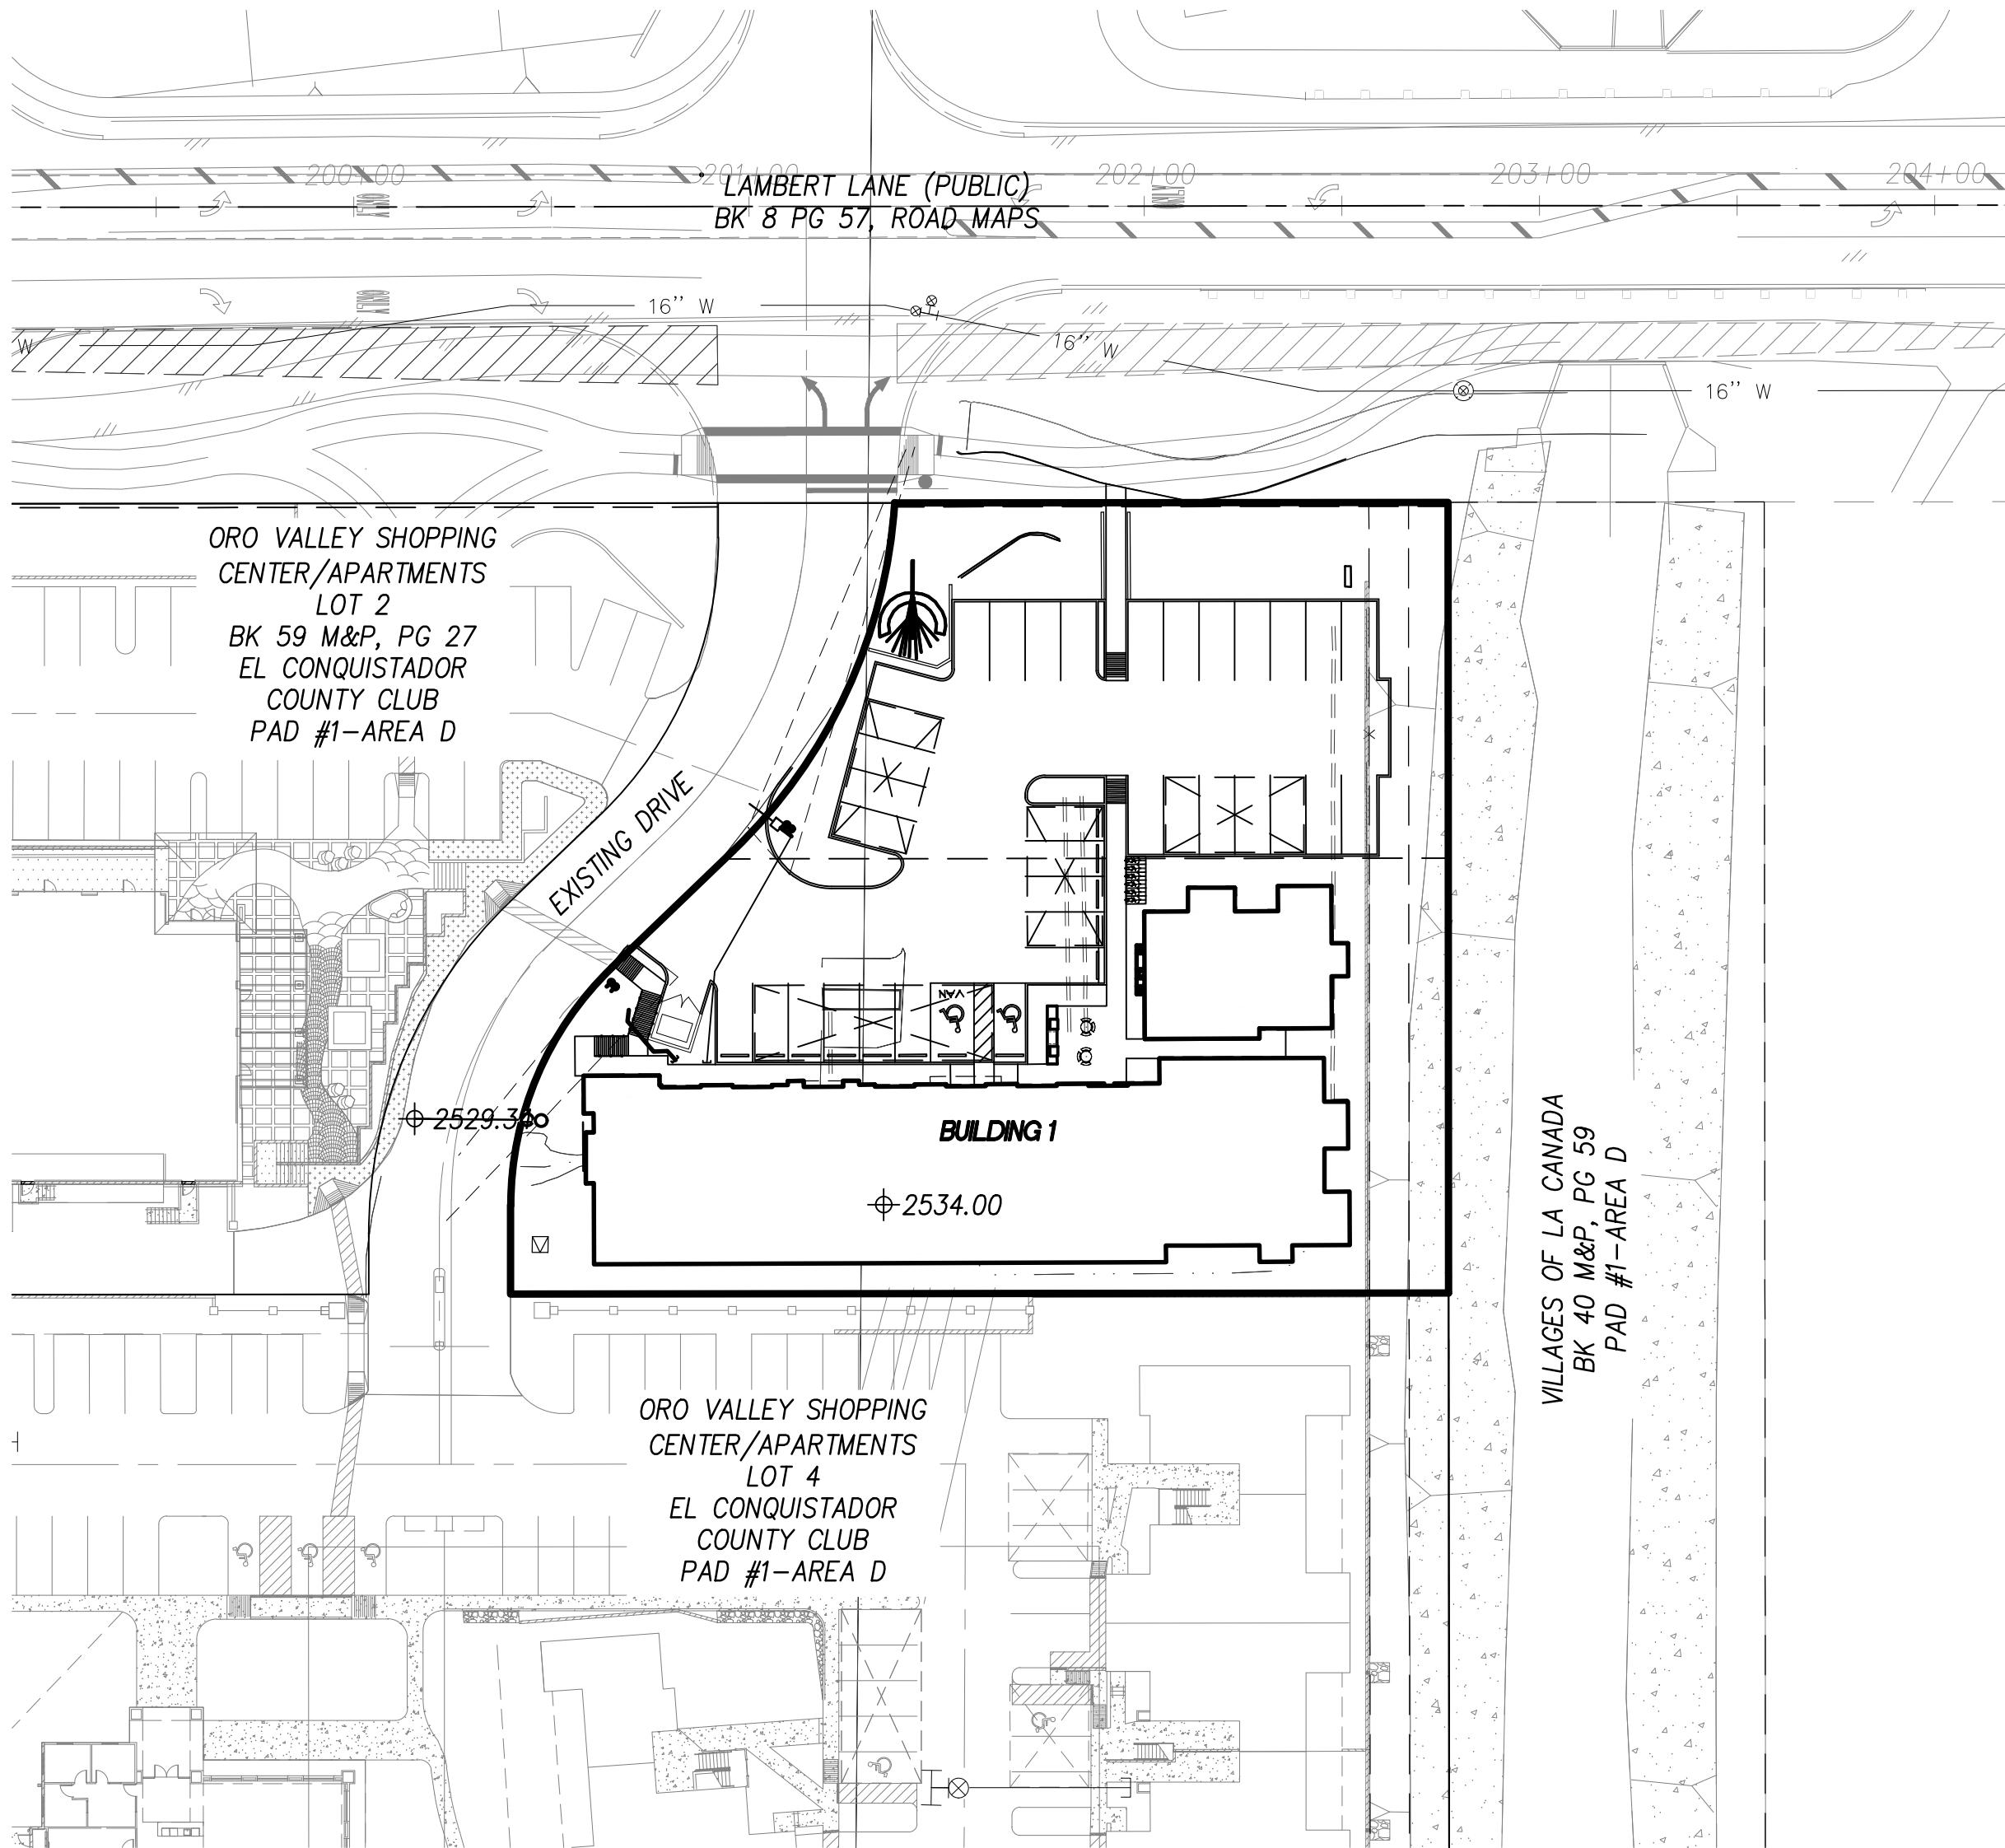 200+00
201+00
202+00
203+00
204+00
LAMBERT LANE (PUBLIC)
BK 8 PG 57, ROAD MAPS
ONLY
ONLY
ONLY
16'' W
W
16'' W
16'' W
ORO VALLEY SHOPPING
CENTER/APARTMENTS
LOT 2
BK 59 M&P, PG 27
EL CONQUISTADOR
COUNTY CLUB
PAD #1-AREA D
EXISTING DRIVE
VAN
BUILDING 1
2534.00
VILLAGES OF LA CANADA
BK 40 M&P, PG 59
PAD #1-AREA D
ORO VALLEY SHOPPING
CENTER/APARTMENTS
LOT 4
EL CONQUISTADOR
COUNTY CLUB
PAD #1-AREA D